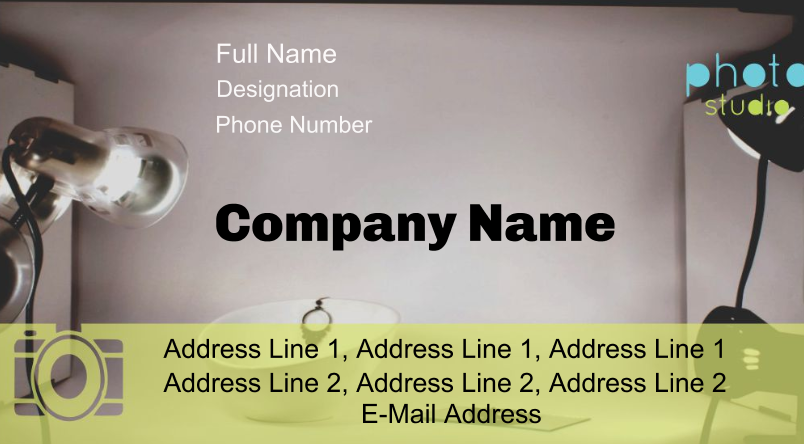 Full Name
Designation
Phone Number
photo
studio
Company Name
Address Line 1, Address Line 1, Address Line 1
Address Line 2, Address Line 2, Address Line 2
E-Mail Address